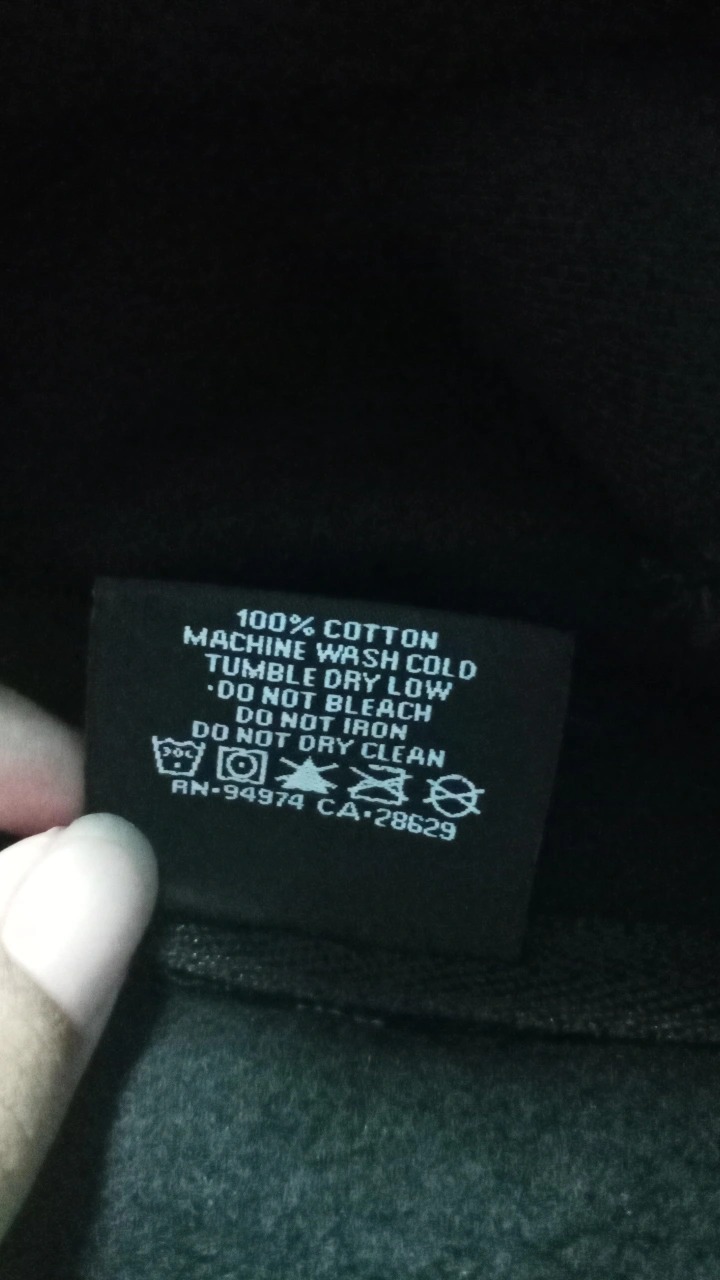 100% COTTON
MACHINE WASH COLD
TUMBLE DRY LOW
·DO NOT BLEACH
DO NOT IRON
DO NOT DRY CLEAN
30C
RN·94974 CA·28629